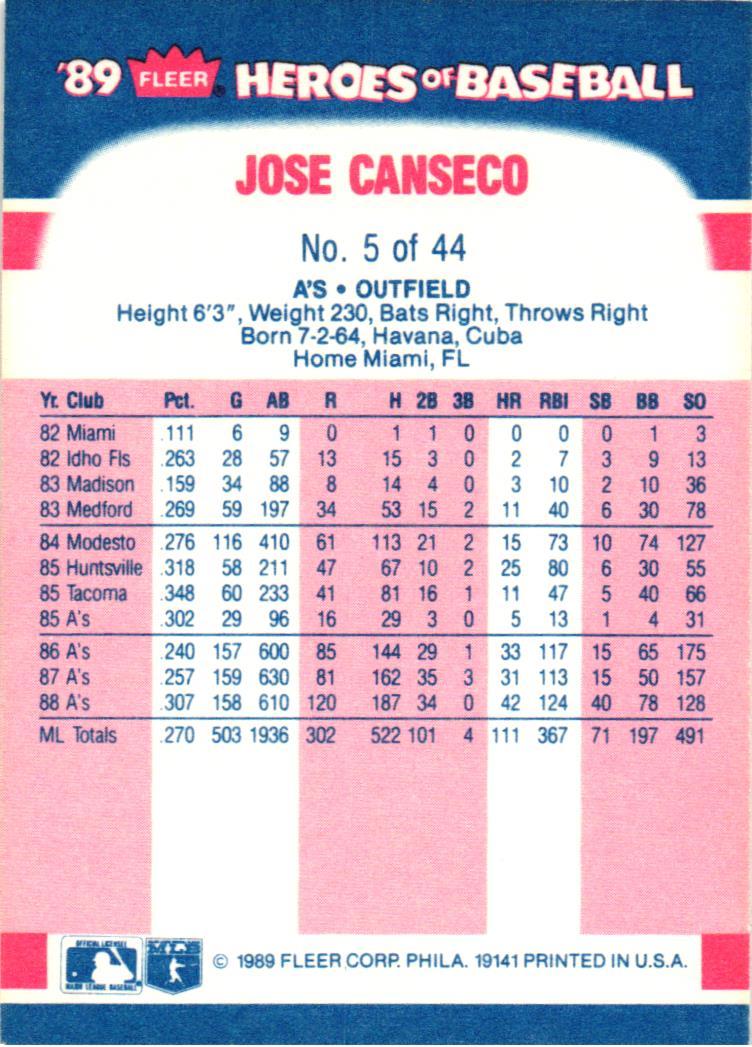 '89 FLEER HEROES OF BASEBALL
JOSE CANSECO
No. 5 of 44
A'S • OUTFIELD
Height 6'3", Weight 230, Bats Right, Throws Right
Born 7-2-64, Havana, Cuba
Home Miami, FL
Yr. Club Pct. G AB R H 2B 3B HR RBI SB BB SO
82 Miami .111 6 9 0 1 1 0 0 0 0 1 3
82 Idho Fls .263 28 57 13 15 3 0 2 7 3 9 13
83 Madison .159 34 88 8 14 4 0 3 10 2 10 36
83 Medford .269 59 197 34 53 15 2 11 40 6 30 78
84 Modesto .276 116 410 61 113 21 2 15 73 10 74 127
85 Huntsville .318 58 211 47 67 10 2 25 80 6 30 55
85 Tacoma .348 60 233 41 81 16 1 11 47 5 40 66
85 A's .302 29 96 16 29 3 0 5 13 1 4 31
86 A's .240 157 600 85 144 29 1 33 117 15 65 175
87 A's .257 159 630 81 162 35 3 31 113 15 50 157
88 A's .307 158 610 120 187 34 0 42 124 40 78 128
ML Totals .270 503 1936 302 522 101 4 111 367 71 197 491
OFFICIAL LICENSEE
MAJOR LEAGUE BASEBALL
© 1989 FLEER CORP. PHILA. 19141 PRINTED IN U.S.A.